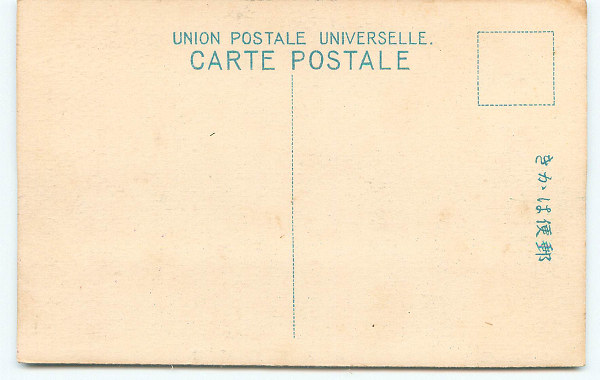 UNION POSTALE UNIVERSELLE.
CARTE POSTALE
郵便はかき